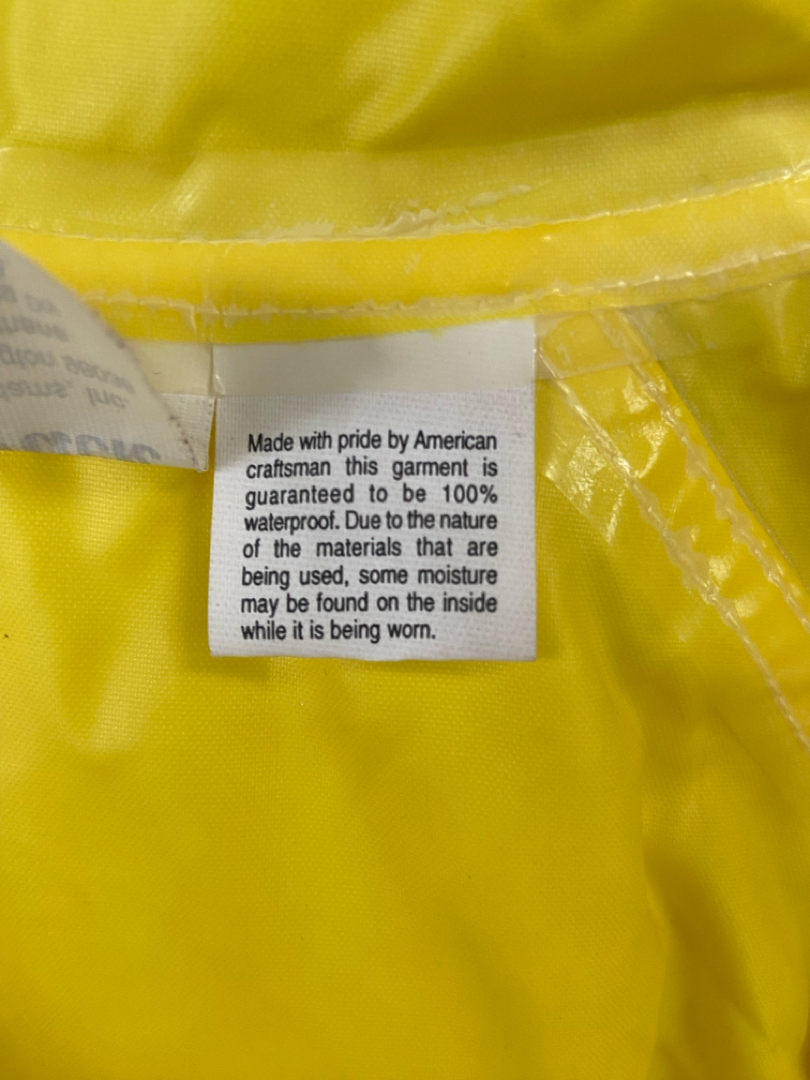 Made with pride by American
craftsman this garment is
guaranteed to be 100%
waterproof. Due to the nature
of the materials that are
being used, some moisture
may be found on the inside
while it is being worn.
Inc.